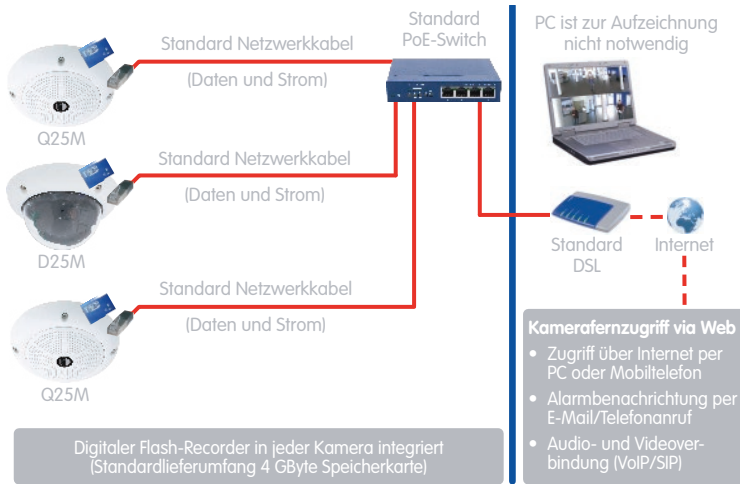 Standard Netzwerkkabel
(Daten und Strom)
Q25M
Standard
PoE-Switch
Standard Netzwerkkabel
(Daten und Strom)
D25M
Standard Netzwerkkabel
(Daten und Strom)
Q25M
Digitaler Flash-Recorder in jeder Kamera integriert
(Standardlieferumfang 4 GByte Speicherkarte)
PC ist zur Aufzeichnung
nicht notwendig
Standard
DSL
Internet
Kamerafernzugriff via Web
• Zugriff über Internet per
PC oder Mobiltelefon
• Alarmbenachrichtung per
E-Mail/Telefonanruf
• Audio- und Videover-
bindung (VoIP/SIP)